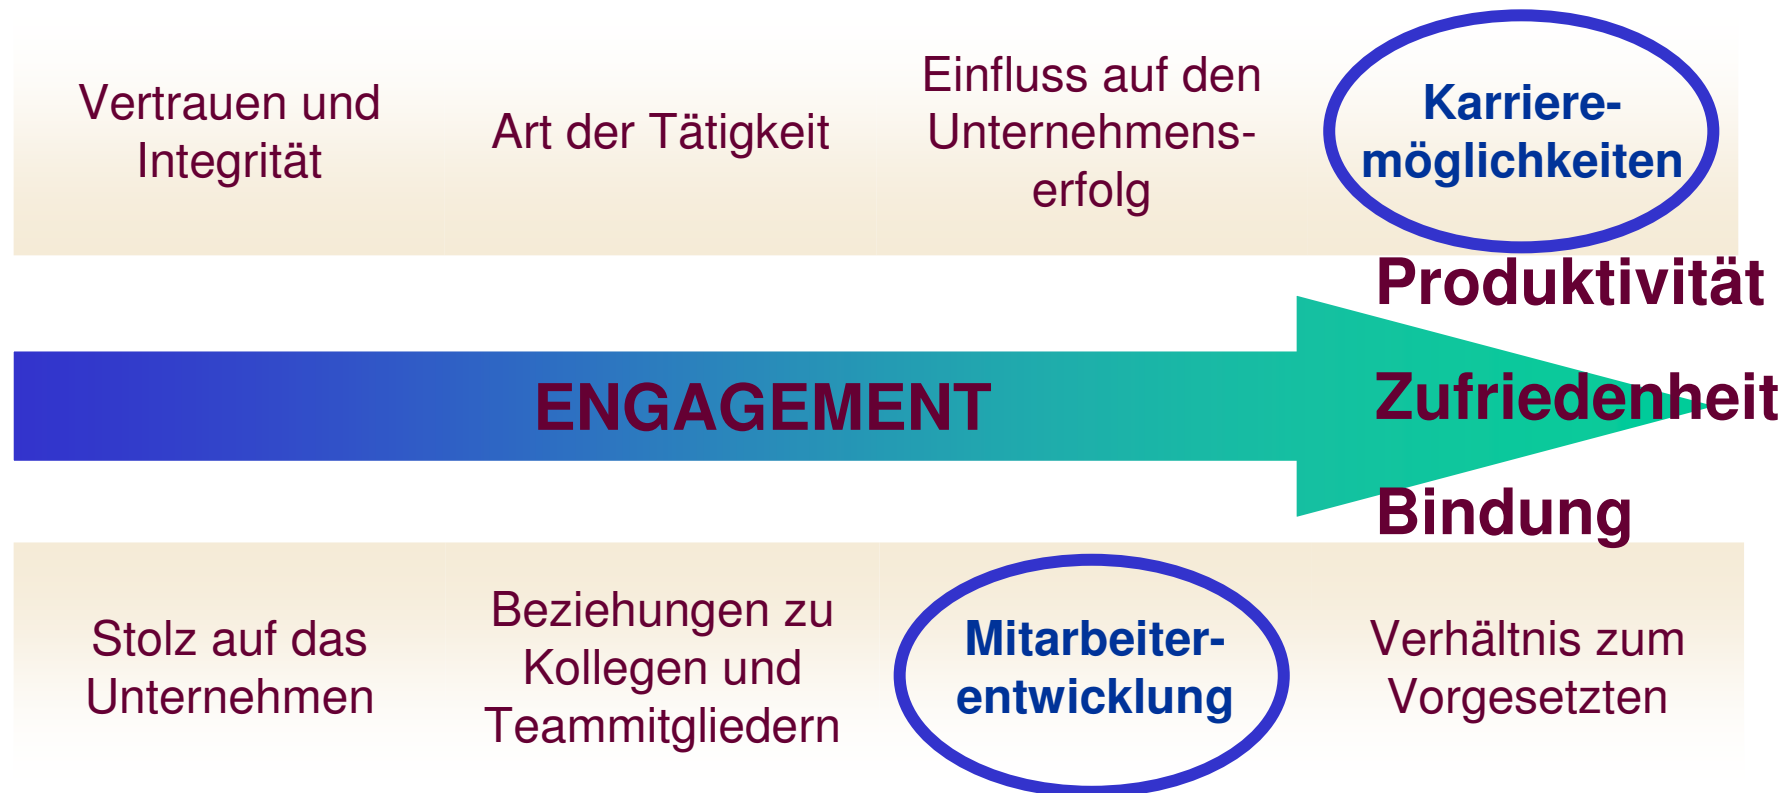 Vertrauen und
Integrität
Art der Tätigkeit
Einfluss auf den
Unternehmens-
erfolg
Karriere-
möglichkeiten
Produktivität
ENGAGEMENT
Zufriedenheit
Bindung
Stolz auf das
Unternehmen
Beziehungen zu
Kollegen und
Teammitgliedern
Mitarbeiter-
entwicklung
Verhältnis zum
Vorgesetzten